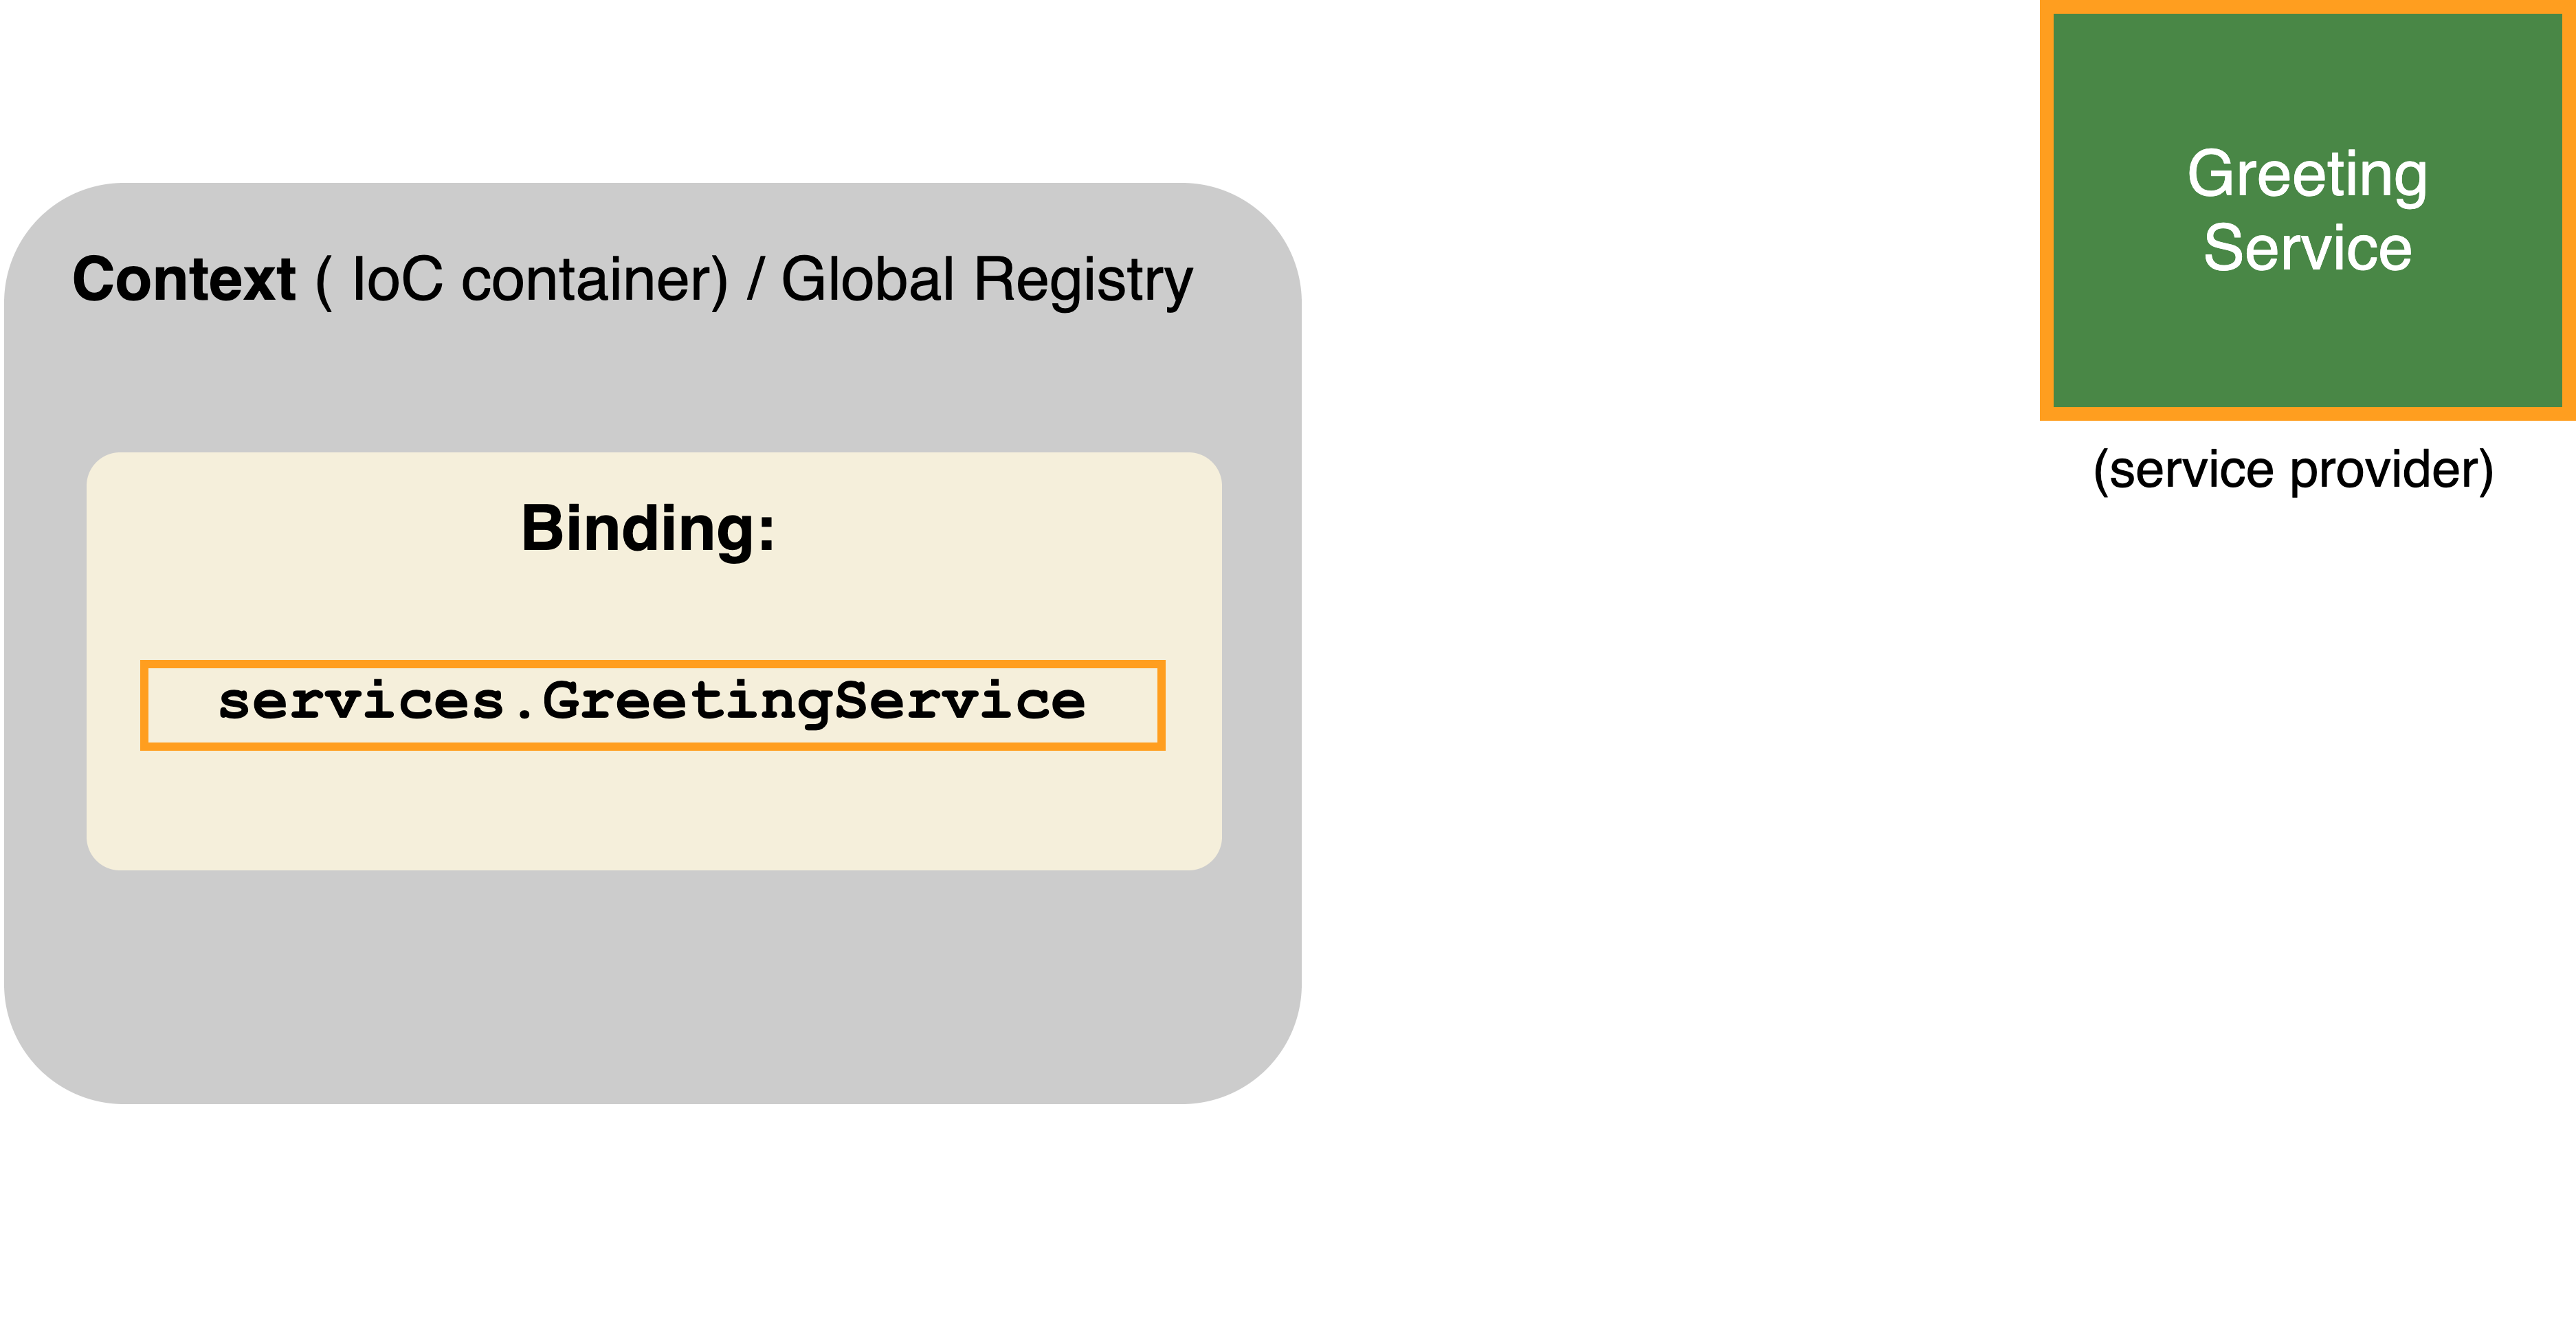 Greeting
Service
(service provider)
Context ( IoC container) / Global Registry
Binding:
services.GreetingService